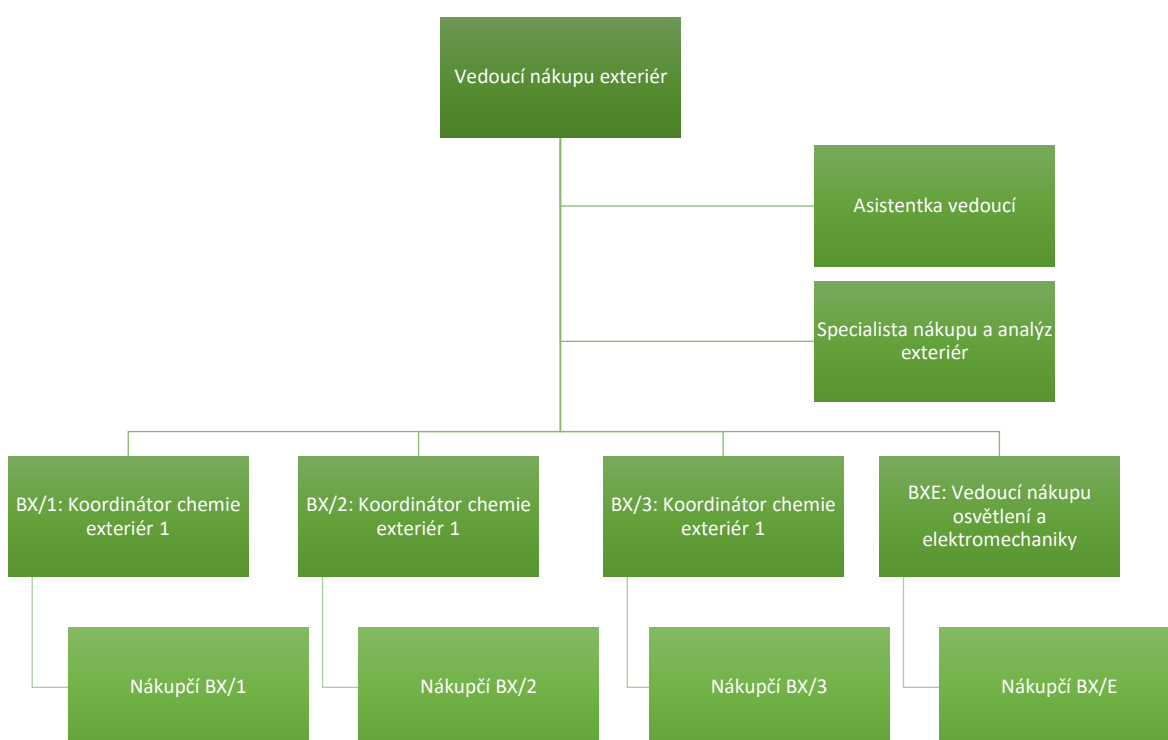 Vedoucí nákupu exteriér
Asistentka vedoucí
Specialista nákupu a analýz
exteriér
BX/1: Koordinátor chemie
exteriér 1
BX/2: Koordinátor chemie
exteriér 1
BX/3: Koordinátor chemie
exteriér 1
BXE: Vedoucí nákupu
osvětlení a
elektromechaniky
Nákupčí BX/1
Nákupčí BX/2
Nákupčí BX/3
Nákupčí BX/E